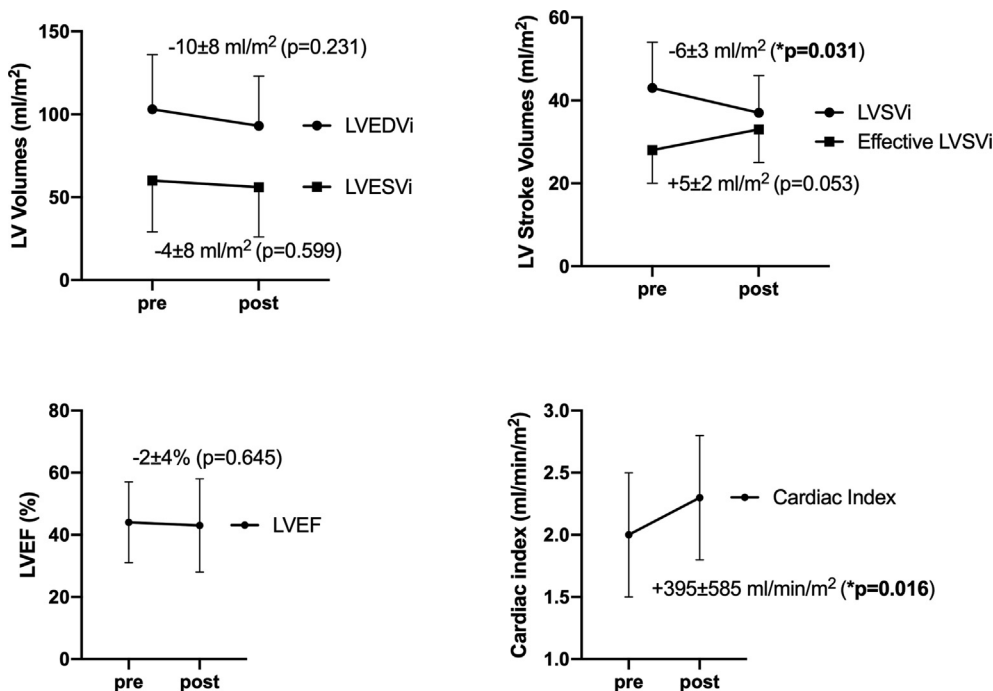 150
100
50
0
LV Volumes (ml/m²)
-10±8 ml/m² (p=0.231)
LVEDVi
LVESVi
-4±8 ml/m² (p=0.599)
pre post
60
40
20
0
LV Stroke Volumes (ml/m²)
-6±3 ml/m² (*p=0.031)
LVSVi
Effective LVSVi
+5±2 ml/m² (p=0.053)
pre post
80
60
40
20
0
LVEF (%)
-2±4% (p=0.645)
LVEF
pre post
3.0
2.5
2.0
1.5
1.0
Cardiac index (ml/min/m²)
Cardiac Index
+395±585 ml/min/m² (*p=0.016)
pre post